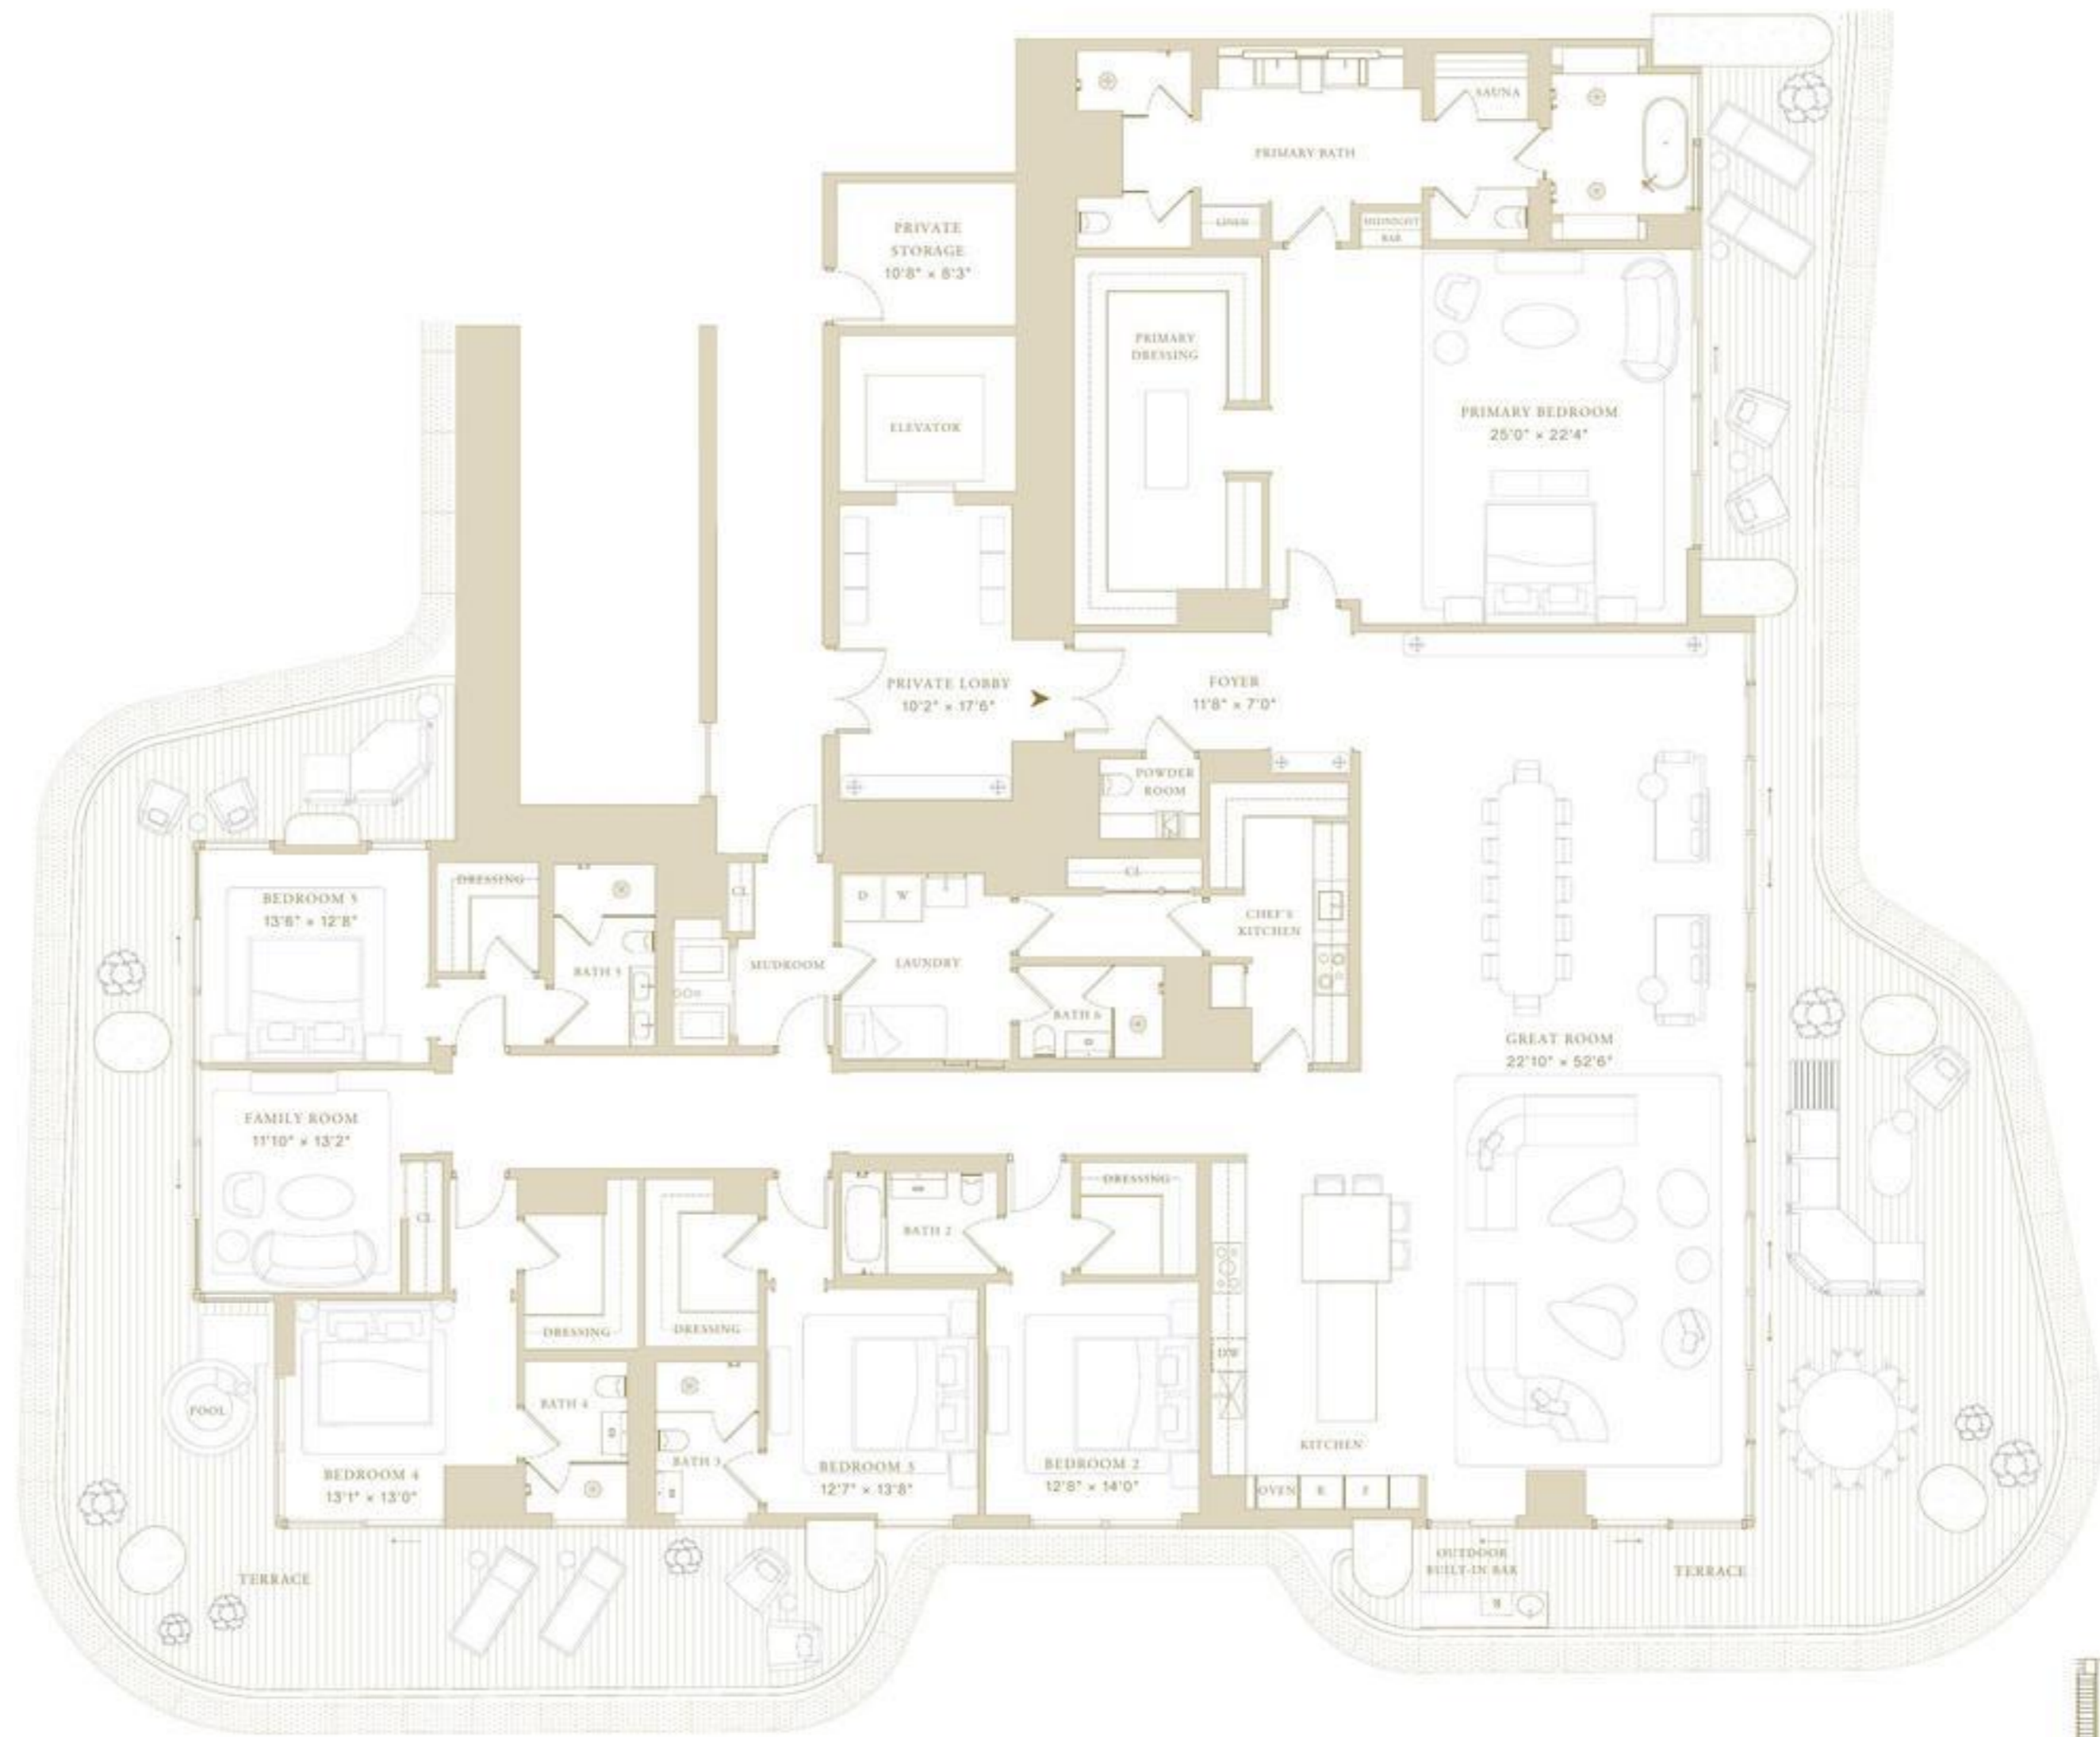 SAUNA
PRIMARY BATH
LINEN
MIDNIGHT
BAR
PRIVATE
STORAGE
10'8" × 8'3"
PRIMARY
DRESSING
ELEVATOR
PRIMARY BEDROOM
25'0" × 22'4"
PRIVATE LOBBY
10'2" × 17'6"
FOYER
11'8" × 7'0"
POWDER
ROOM
CL
BEDROOM 5
13'6" × 12'8"
DRESSING
BATH 5
CL
MUDROOM
D
W
LAUNDRY
BATH 6
CHEF'S
KITCHEN
GREAT ROOM
22'10" × 52'6"
FAMILY ROOM
11'10" × 13'2"
CL
DRESSING
DRESSING
BATH 2
DRESSING
POOL
BEDROOM 4
13'1" × 13'0"
BATH 4
BATH 3
BEDROOM 3
12'7" × 13'8"
BEDROOM 2
12'8" × 14'0"
DW
KITCHEN
OVEN
R
F
TERRACE
OUTDOOR
BUILT-IN BAR
TERRACE